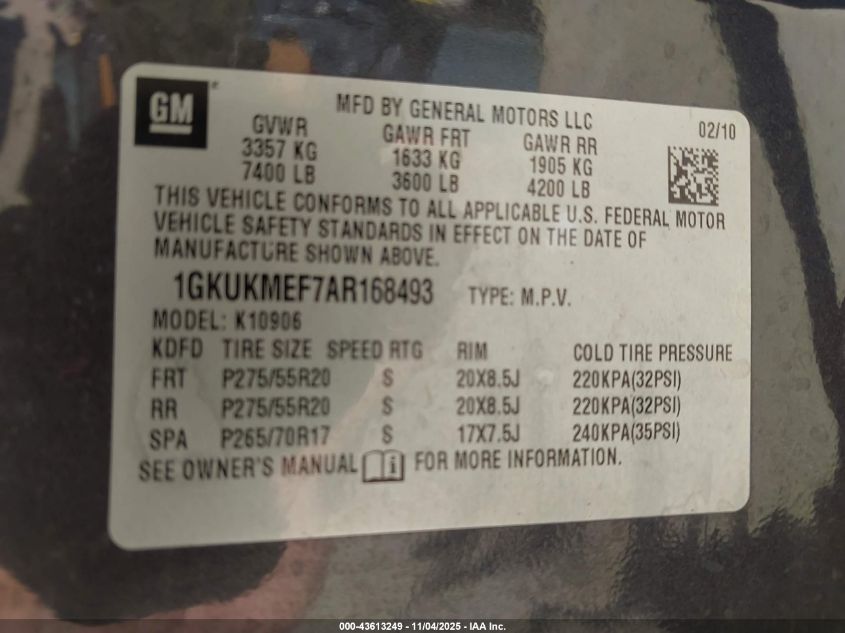 GM
MFD BY GENERAL MOTORS LLC
02/10
GVWR GAWR FRT GAWR RR
3357 KG 1633 KG 1905 KG
7400 LB 3600 LB 4200 LB
THIS VEHICLE CONFORMS TO ALL APPLICABLE U.S. FEDERAL MOTOR
VEHICLE SAFETY STANDARDS IN EFFECT ON THE DATE OF
MANUFACTURE SHOWN ABOVE.
1GKUKMEF7AR168493 TYPE: M.P.V.
MODEL: K10906
KDFD TIRE SIZE SPEED RTG RIM COLD TIRE PRESSURE
FRT P275/55R20 S 20X8.5J 220KPA(32PSI)
RR P275/55R20 S 20X8.5J 220KPA(32PSI)
SPA P265/70R17 S 17X7.5J 240KPA(35PSI)
SEE OWNER'S MANUAL i FOR MORE INFORMATION.
000-43613249 - 11/04/2025 - IAA Inc.